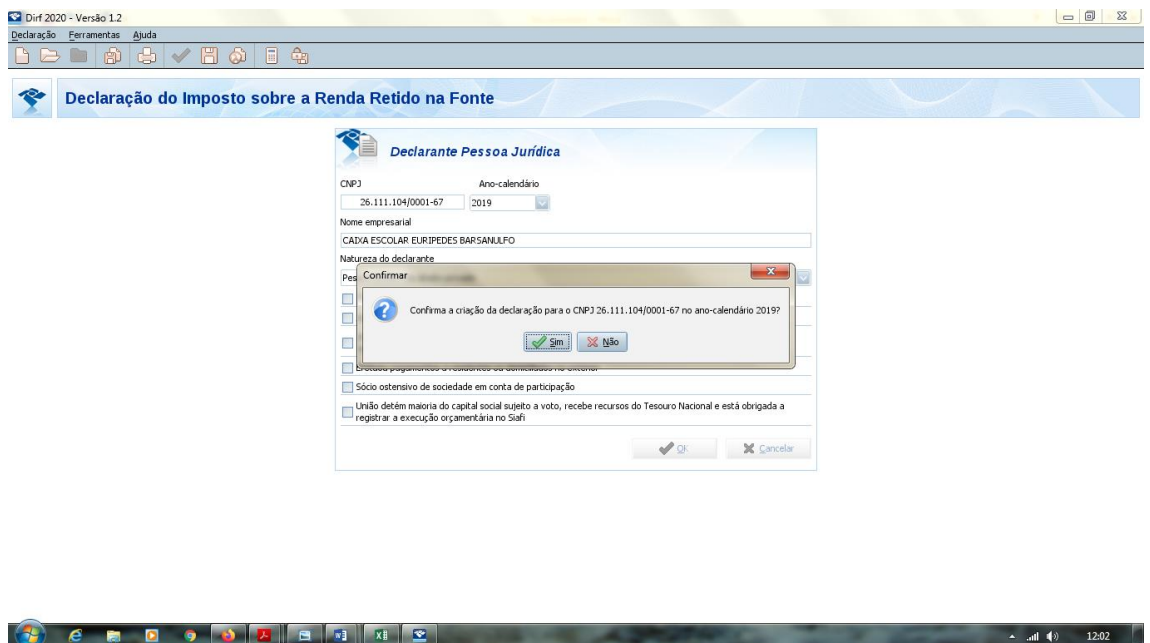 Dirf 2020 - Versão 1.2
Declaração Ferramentas Ajuda
Declaração do Imposto sobre a Renda Retido na Fonte
Declarante Pessoa Jurídica
CNPJ Ano-calendário
26.111.104/0001-67 2019
Nome empresarial
CAIXA ESCOLAR EURIPEDES BARSANULFO
Natureza do declarante
Confirmar
Confirma a criação da declaração para o CNPJ 26.111.104/0001-67 no ano-calendário 2019?
Sim Não
Sócio ostensivo de sociedade em conta de participação
União detém maioria do capital social sujeito a voto, recebe recursos do Tesouro Nacional e está obrigada a
registrar a execução orçamentária no Siafi
OK Cancelar
12:02